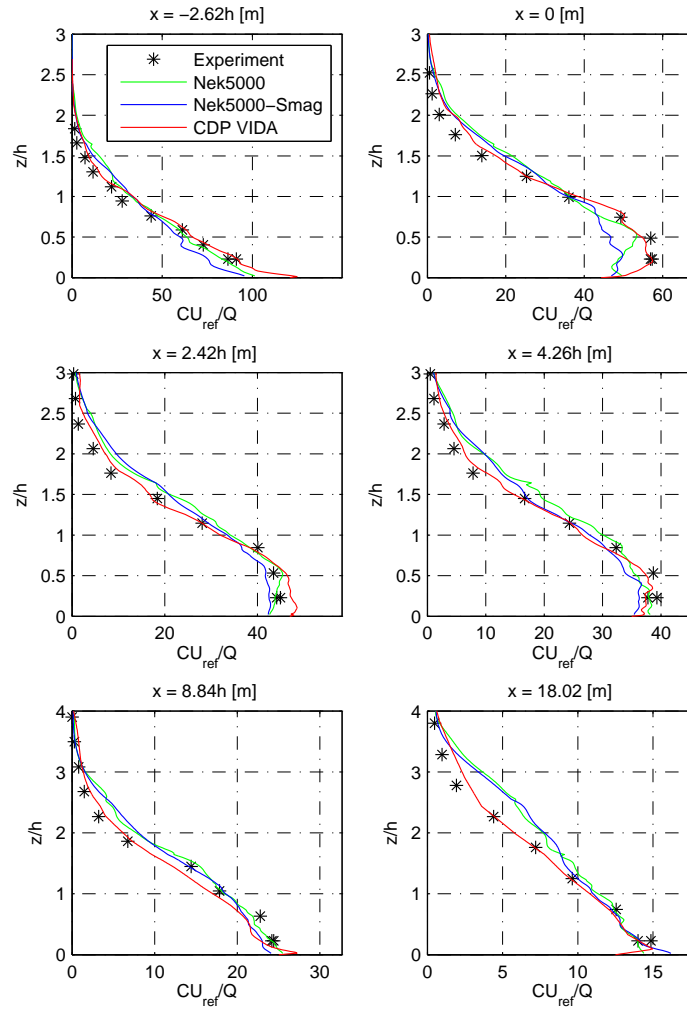 x = −2.62h [m]
3
2.5
2
1.5
1
0.5
0
z/h
0 50 100
CU_ref/Q
Experiment
Nek5000
Nek5000−Smag
CDP VIDA
x = 0 [m]
3
2.5
2
1.5
1
0.5
0
z/h
0 20 40 60
CU_ref/Q
x = 2.42h [m]
3
2.5
2
1.5
1
0.5
0
z/h
0 20 40
CU_ref/Q
x = 4.26h [m]
3
2.5
2
1.5
1
0.5
0
z/h
0 10 20 30 40
CU_ref/Q
x = 8.84h [m]
4
3
2
1
0
z/h
0 10 20 30
CU_ref/Q
x = 18.02 [m]
4
3
2
1
0
z/h
0 5 10 15
CU_ref/Q